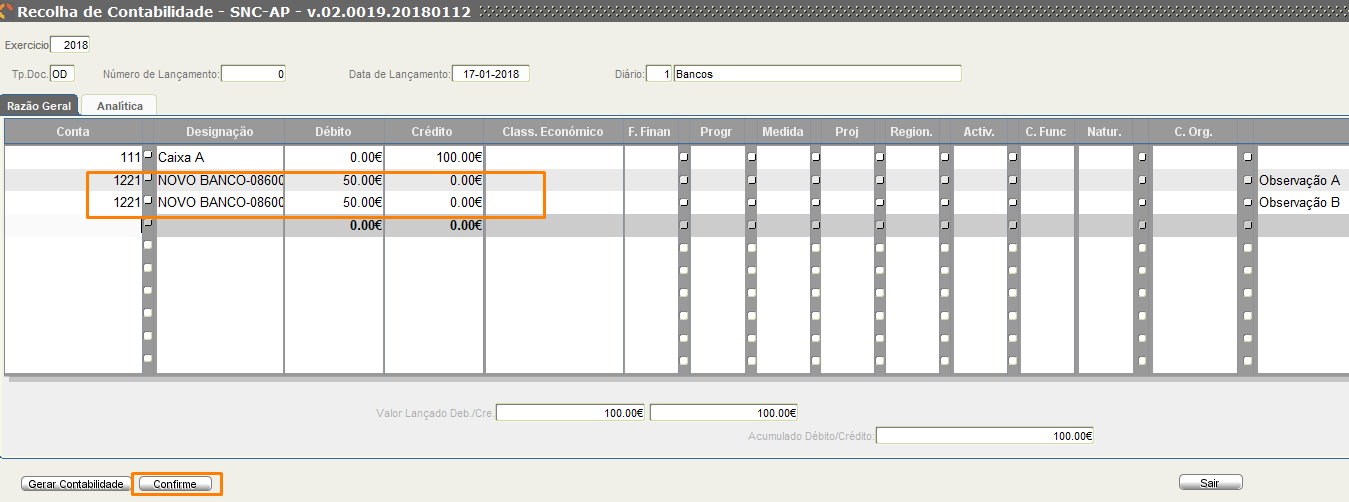 Recolha de Contabilidade - SNC-AP - v.02.0019.20180112
Exercicio 2018
Tp.Doc. OD Número de Lançamento: 0 Data de Lançamento: 17-01-2018 Diário: 1 Bancos
Razão Geral Analítica
Conta Designação Débito Crédito Class. Económico F. Finan Progr Medida Proj Region. Activ. C. Func Natur. C. Org.
111 Caixa A 0.00€ 100.00€
1221 NOVO BANCO-08600 50.00€ 0.00€ Observação A
1221 NOVO BANCO-08600 50.00€ 0.00€ Observação B
0.00€ 0.00€
Valor Lançado Deb./Cre. 100.00€ 100.00€
Acumulado Débito/Crédito: 100.00€
Gerar Contabilidade Confirme Sair